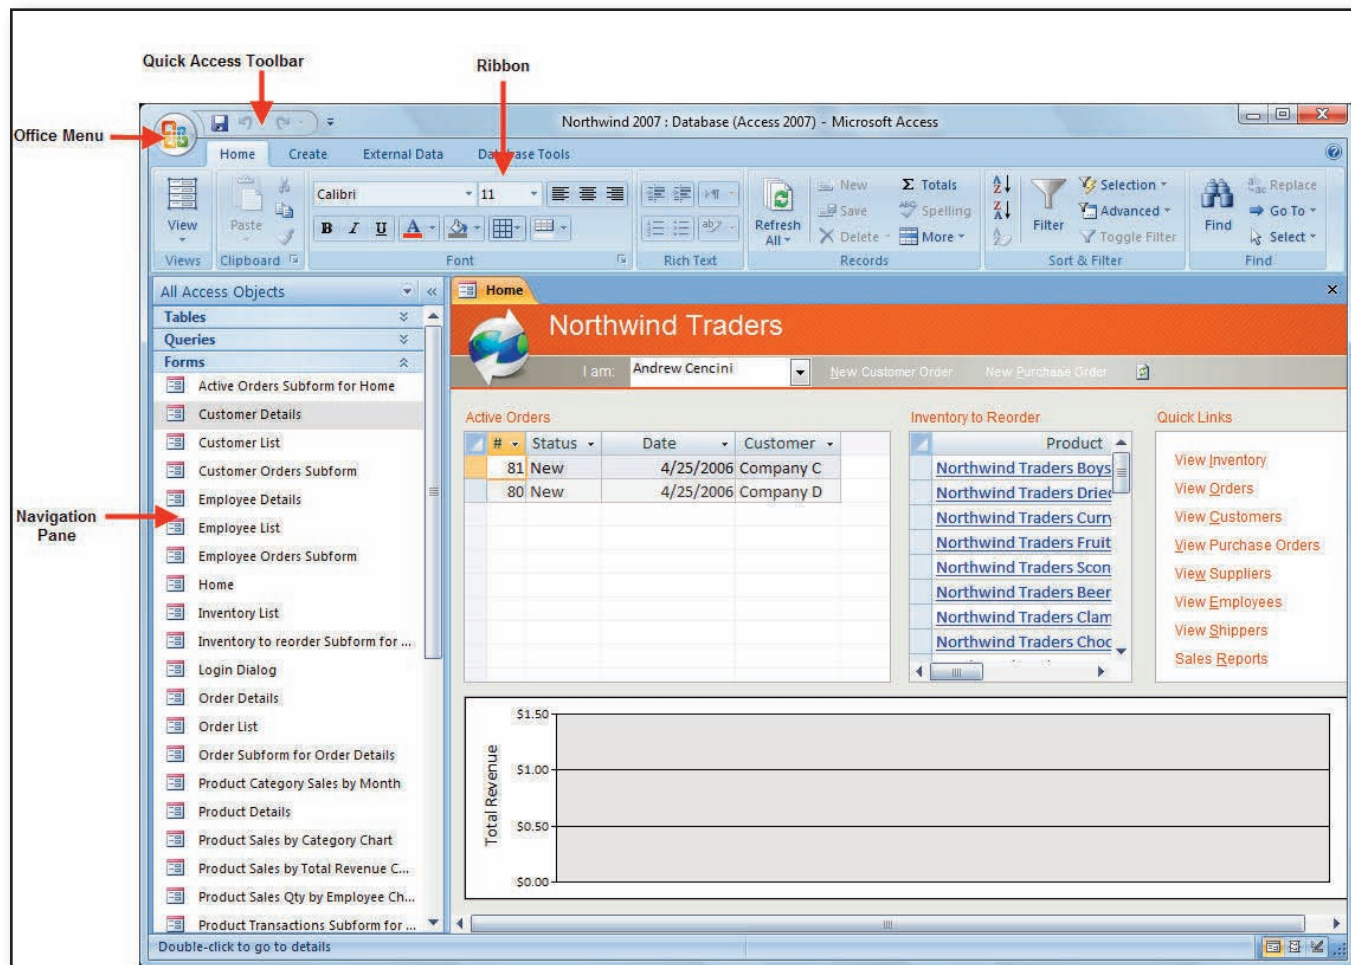 Quick Access Toolbar
Ribbon
Office Menu
Northwind 2007 : Database (Access 2007) - Microsoft Access
Home Create External Data Database Tools
View
Views
Paste
Clipboard
Calibri 11
B I U A
Font
Rich Text
Refresh All
New
Save
Delete
Σ Totals
Spelling
More
Records
Filter
Selection
Advanced
Toggle Filter
Sort & Filter
Find
Replace
Go To
Select
Find
All Access Objects
Tables
Queries
Forms
Active Orders Subform for Home
Customer Details
Customer List
Customer Orders Subform
Employee Details
Employee List
Employee Orders Subform
Home
Inventory List
Inventory to reorder Subform for ...
Login Dialog
Order Details
Order List
Order Subform for Order Details
Product Category Sales by Month
Product Details
Product Sales by Category Chart
Product Sales by Total Revenue C...
Product Sales Qty by Employee Ch...
Product Transactions Subform for ...
Navigation
Pane
Home
Northwind Traders
I am: Andrew Cencini New Customer Order New Purchase Order
Active Orders
# Status Date Customer
81 New 4/25/2006 Company C
80 New 4/25/2006 Company D
Inventory to Reorder
Product
Northwind Traders Boys
Northwind Traders Dried
Northwind Traders Curry
Northwind Traders Fruit
Northwind Traders Scon
Northwind Traders Beer
Northwind Traders Clam
Northwind Traders Choc
Quick Links
View Inventory
View Orders
View Customers
View Purchase Orders
View Suppliers
View Employees
View Shippers
Sales Reports
Total Revenue
$1.50
$1.00
$0.50
$0.00
Double-click to go to details